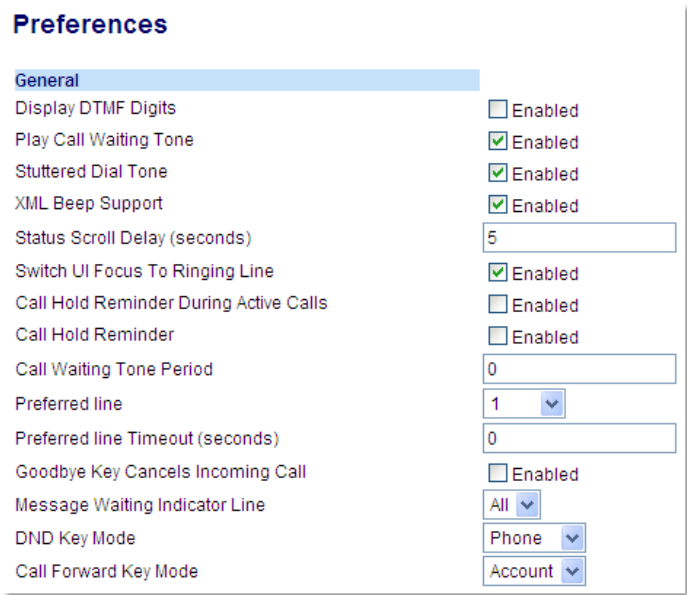 Preferences
General
Display DTMF Digits Enabled
Play Call Waiting Tone Enabled
Stuttered Dial Tone Enabled
XML Beep Support Enabled
Status Scroll Delay (seconds) 5
Switch UI Focus To Ringing Line Enabled
Call Hold Reminder During Active Calls Enabled
Call Hold Reminder Enabled
Call Waiting Tone Period 0
Preferred line 1
Preferred line Timeout (seconds) 0
Goodbye Key Cancels Incoming Call Enabled
Message Waiting Indicator Line All
DND Key Mode Phone
Call Forward Key Mode Account